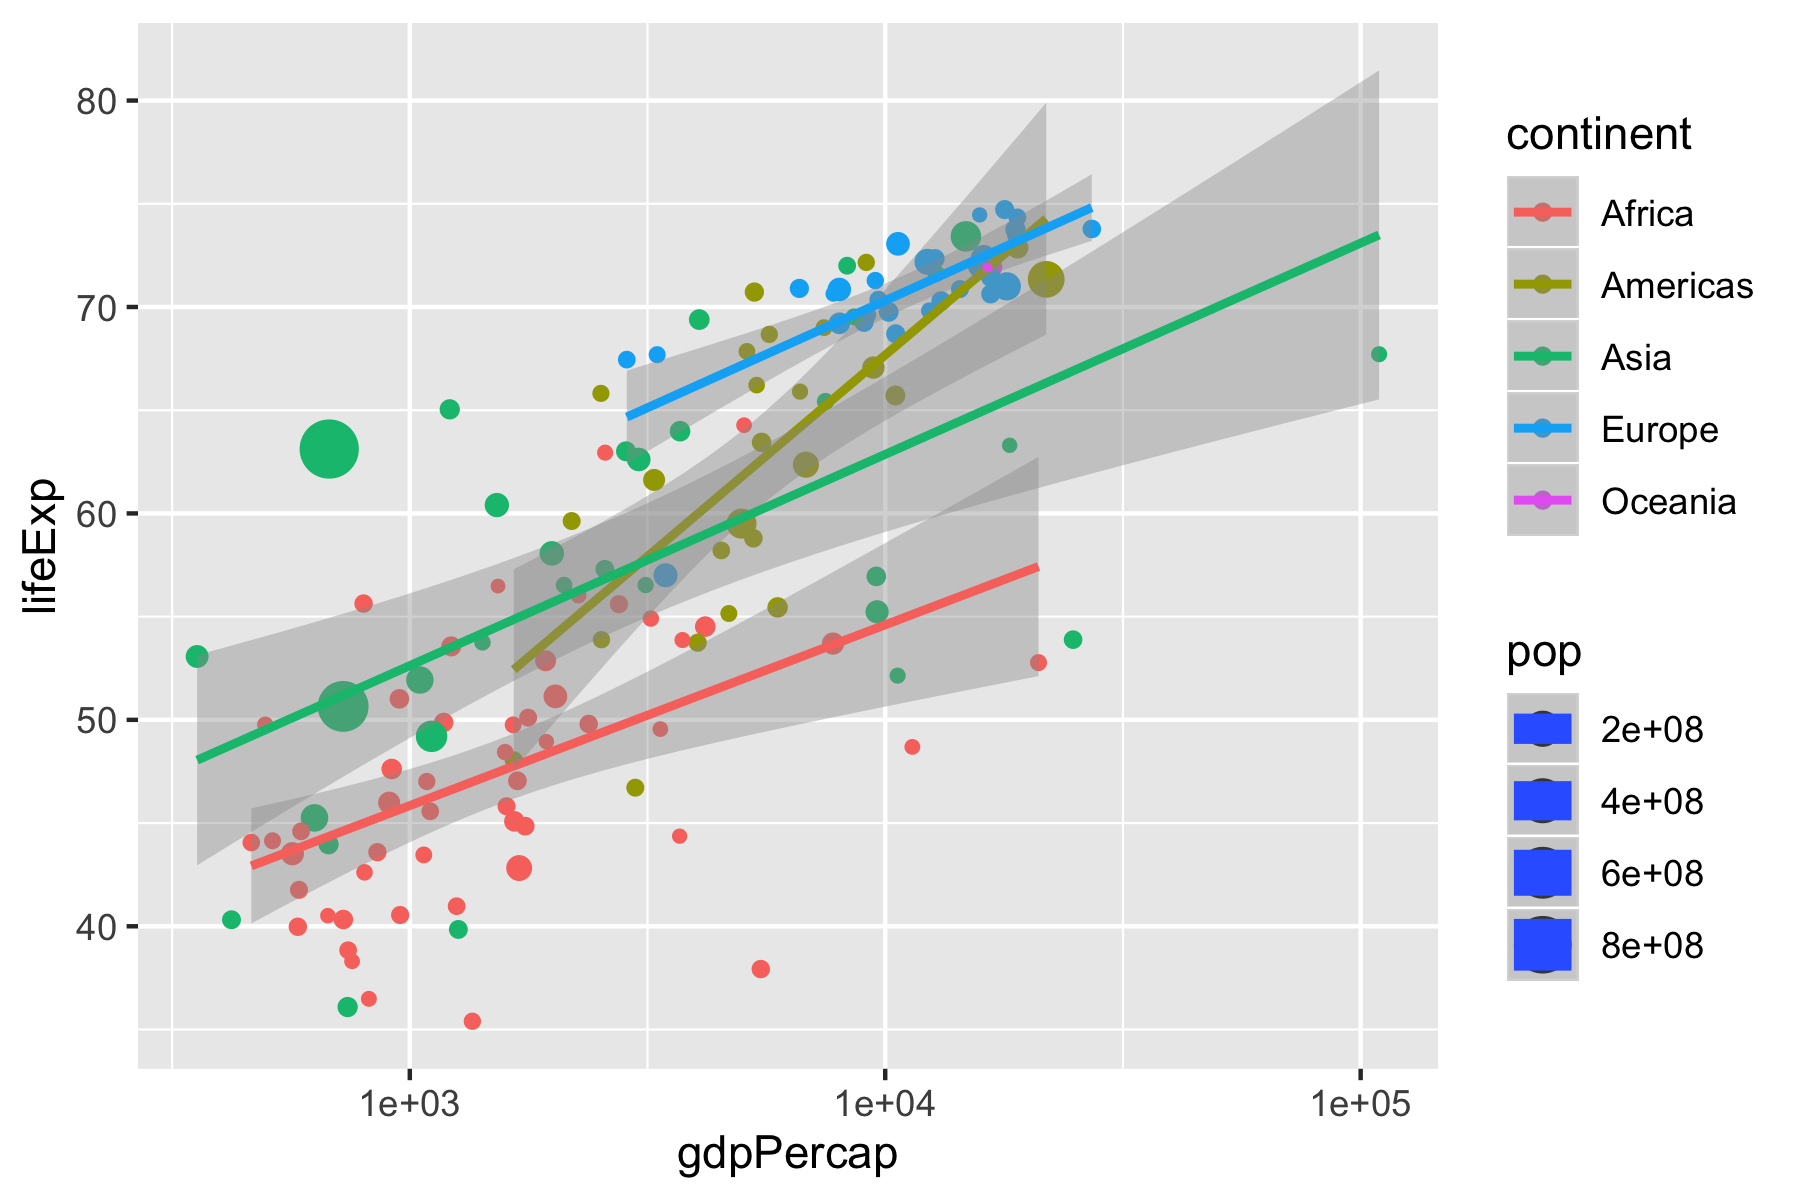 80
70
60
50
40
lifeExp
1e+03
1e+04
1e+05
gdpPercap
continent
Africa
Americas
Asia
Europe
Oceania
pop
2e+08
4e+08
6e+08
8e+08